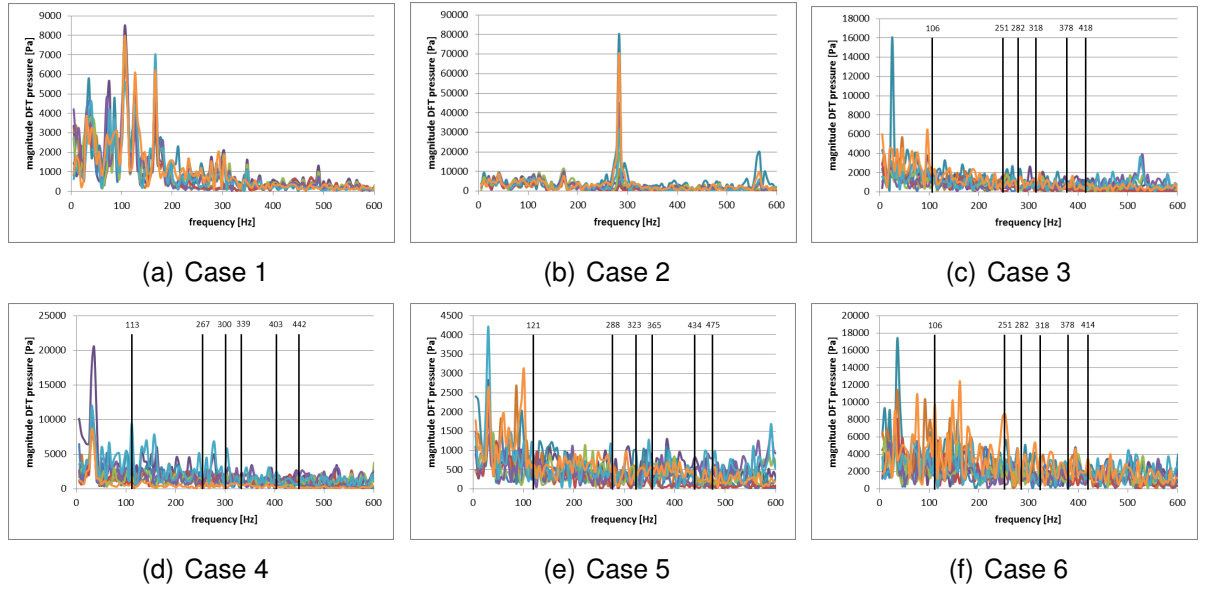 magnitude DFT pressure [Pa]
9000
8000
7000
6000
5000
4000
3000
2000
1000
0
0 100 200 300 400 500 600
frequency [Hz]
(a) Case 1
magnitude DFT pressure [Pa]
90000
80000
70000
60000
50000
40000
30000
20000
10000
0
0 100 200 300 400 500 600
frequency [Hz]
(b) Case 2
magnitude DFT pressure [Pa]
18000
16000
14000
12000
10000
8000
6000
4000
2000
0
106 251 282 318 378 418
0 100 200 300 400 500 600
frequency [Hz]
(c) Case 3
magnitude DFT pressure [Pa]
25000
20000
15000
10000
5000
0
113 267 300 339 403 442
0 100 200 300 400 500 600
frequency [Hz]
(d) Case 4
magnitude DFT pressure [Pa]
4500
4000
3500
3000
2500
2000
1500
1000
500
0
121 288 323 365 434 475
0 100 200 300 400 500 600
frequency [Hz]
(e) Case 5
magnitude DFT pressure [Pa]
20000
18000
16000
14000
12000
10000
8000
6000
4000
2000
0
106 251 282 318 378 414
0 100 200 300 400 500 600
frequency [Hz]
(f) Case 6